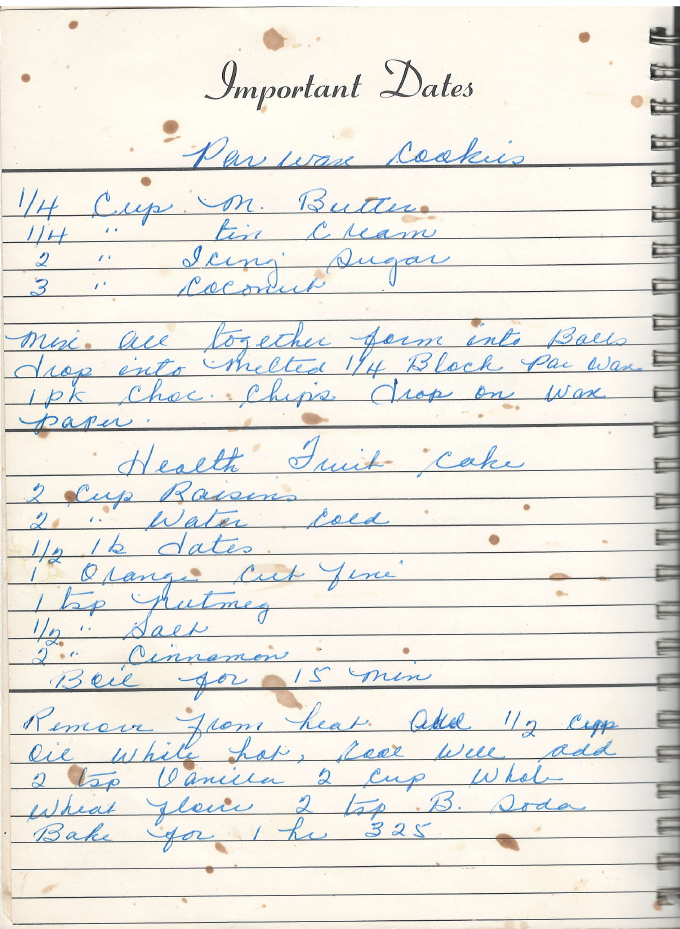 Important Dates
Par wax Cookies
1/4 Cup M. Butter
1/4 " tin Cream
2 " Icing Sugar
3 " Coconut
Mix all together form into Balls
drop into melted 1/4 Block Par Wax
1 pk choc. chips drop on wax
paper.
Health Fruit Cake
2 cup Raisins
2 " Water cold
1/2 lb dates
1 Orange cut fine
1 tsp Nutmeg
1/2 " Salt
2 " Cinnamon
Boil for 15 min
Remove from heat. Add 1/2 cup
oil while hot, cool well add
2 tsp Vanilla 2 cup Whole
Wheat flour 2 tsp B. Soda
Bake for 1 hr 325